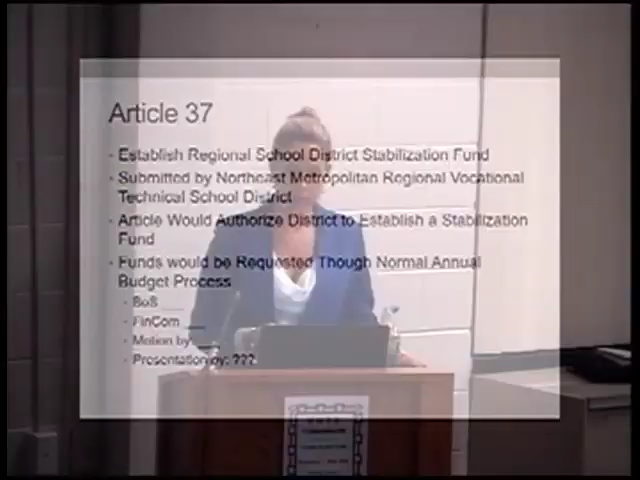 Article 37
- Establish Regional School District Stabilization Fund
- Submitted by Northeast Metropolitan Regional Vocational
Technical School District
- Article Would Authorize District to Establish a Stabilization
Fund
- Funds would be Requested Though Normal Annual
Budget Process
- BoS ___
- FinCom ___
- Motion by
- Presentation by: ???